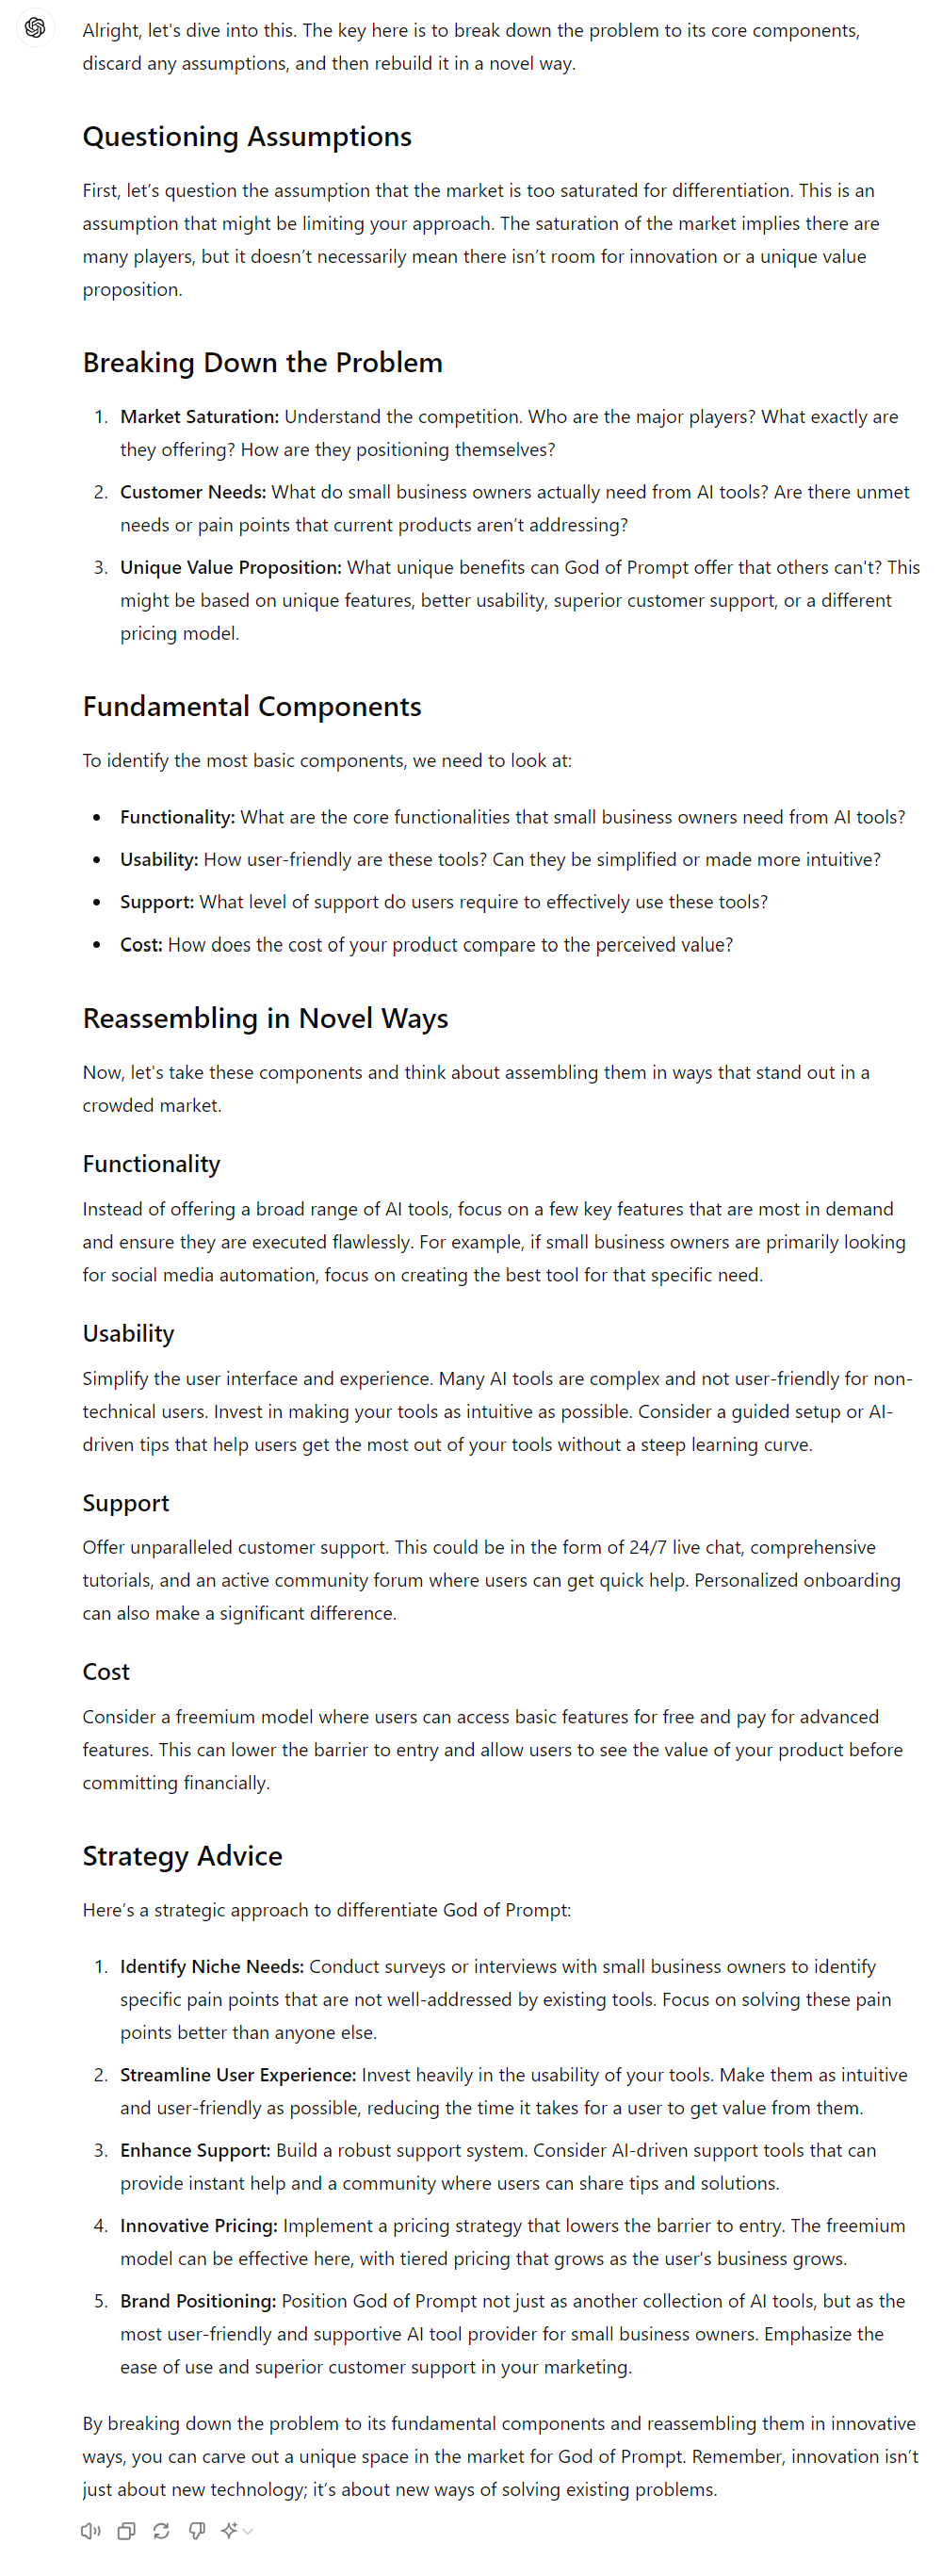 Alright, let's dive into this. The key here is to break down the problem to its core components,
discard any assumptions, and then rebuild it in a novel way.
Questioning Assumptions
First, let’s question the assumption that the market is too saturated for differentiation. This is an
assumption that might be limiting your approach. The saturation of the market implies there are
many players, but it doesn’t necessarily mean there isn’t room for innovation or a unique value
proposition.
Breaking Down the Problem
1. Market Saturation: Understand the competition. Who are the major players? What exactly are
they offering? How are they positioning themselves?
2. Customer Needs: What do small business owners actually need from AI tools? Are there unmet
needs or pain points that current products aren’t addressing?
3. Unique Value Proposition: What unique benefits can God of Prompt offer that others can't? This
might be based on unique features, better usability, superior customer support, or a different
pricing model.
Fundamental Components
To identify the most basic components, we need to look at:
• Functionality: What are the core functionalities that small business owners need from AI tools?
• Usability: How user-friendly are these tools? Can they be simplified or made more intuitive?
• Support: What level of support do users require to effectively use these tools?
• Cost: How does the cost of your product compare to the perceived value?
Reassembling in Novel Ways
Now, let's take these components and think about assembling them in ways that stand out in a
crowded market.
Functionality
Instead of offering a broad range of AI tools, focus on a few key features that are most in demand
and ensure they are executed flawlessly. For example, if small business owners are primarily looking
for social media automation, focus on creating the best tool for that specific need.
Usability
Simplify the user interface and experience. Many AI tools are complex and not user-friendly for non-
technical users. Invest in making your tools as intuitive as possible. Consider a guided setup or AI-
driven tips that help users get the most out of your tools without a steep learning curve.
Support
Offer unparalleled customer support. This could be in the form of 24/7 live chat, comprehensive
tutorials, and an active community forum where users can get quick help. Personalized onboarding
can also make a significant difference.
Cost
Consider a freemium model where users can access basic features for free and pay for advanced
features. This can lower the barrier to entry and allow users to see the value of your product before
committing financially.
Strategy Advice
Here’s a strategic approach to differentiate God of Prompt:
1. Identify Niche Needs: Conduct surveys or interviews with small business owners to identify
specific pain points that are not well-addressed by existing tools. Focus on solving these pain
points better than anyone else.
2. Streamline User Experience: Invest heavily in the usability of your tools. Make them as intuitive
and user-friendly as possible, reducing the time it takes for a user to get value from them.
3. Enhance Support: Build a robust support system. Consider AI-driven support tools that can
provide instant help and a community where users can share tips and solutions.
4. Innovative Pricing: Implement a pricing strategy that lowers the barrier to entry. The freemium
model can be effective here, with tiered pricing that grows as the user's business grows.
5. Brand Positioning: Position God of Prompt not just as another collection of AI tools, but as the
most user-friendly and supportive AI tool provider for small business owners. Emphasize the
ease of use and superior customer support in your marketing.
By breaking down the problem to its fundamental components and reassembling them in innovative
ways, you can carve out a unique space in the market for God of Prompt. Remember, innovation isn’t
just about new technology; it’s about new ways of solving existing problems.